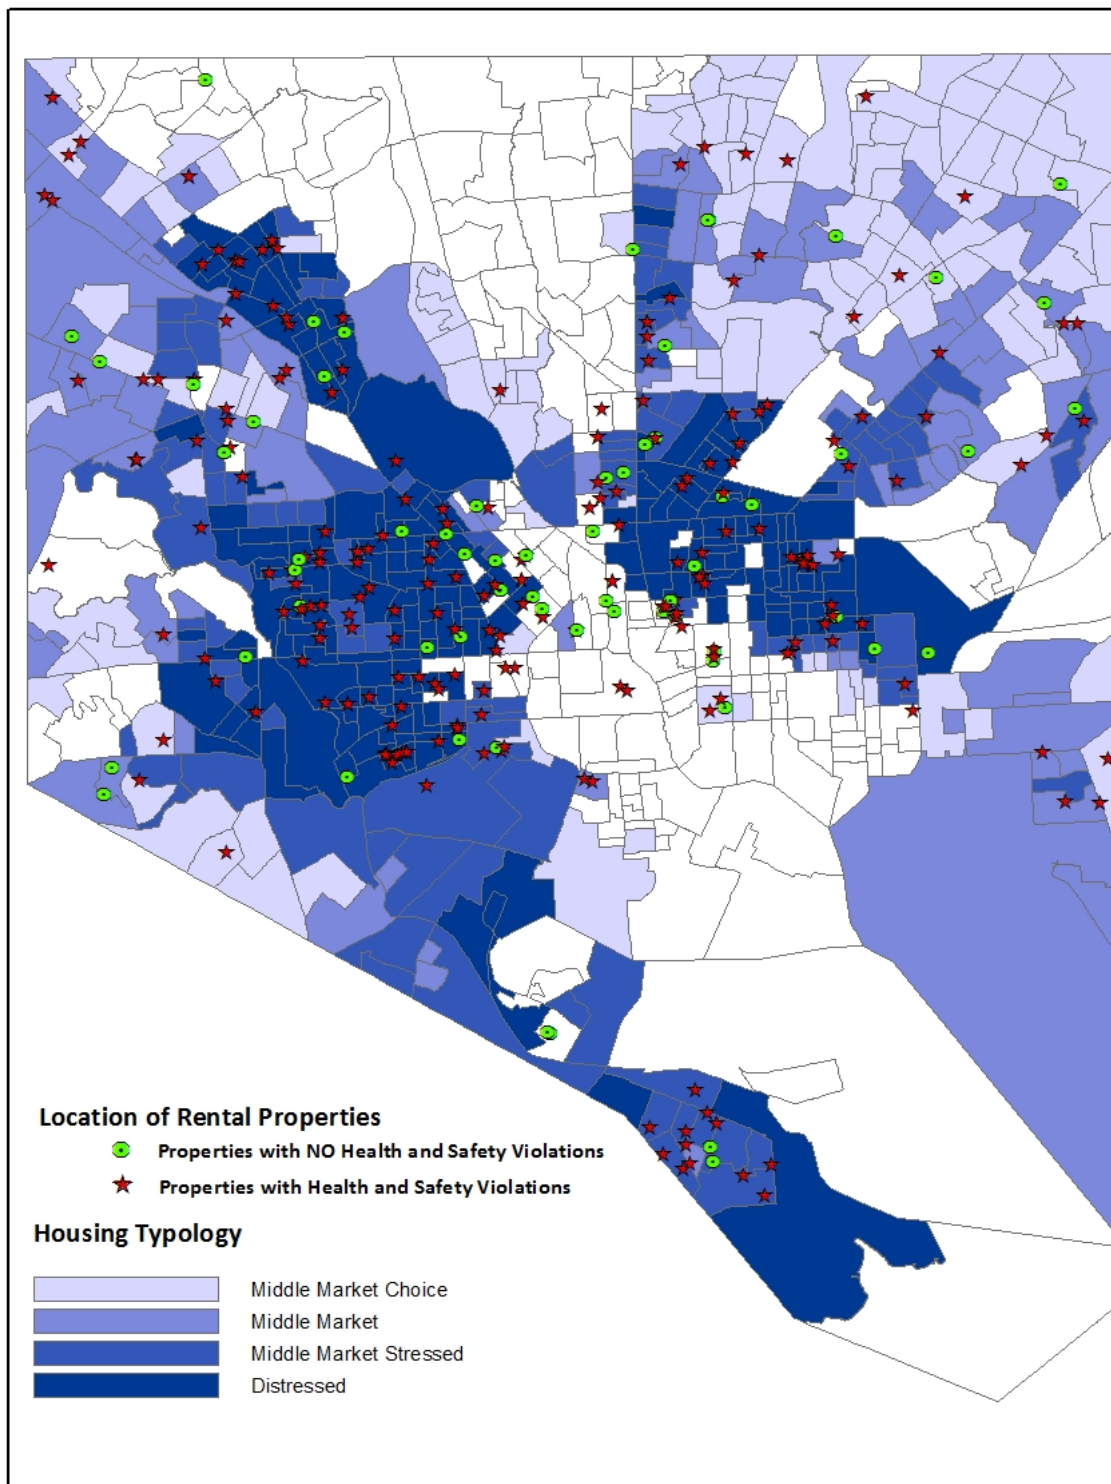 Location of Rental Properties
Properties with NO Health and Safety Violations
Properties with Health and Safety Violations
Housing Typology
Middle Market Choice
Middle Market
Middle Market Stressed
Distressed